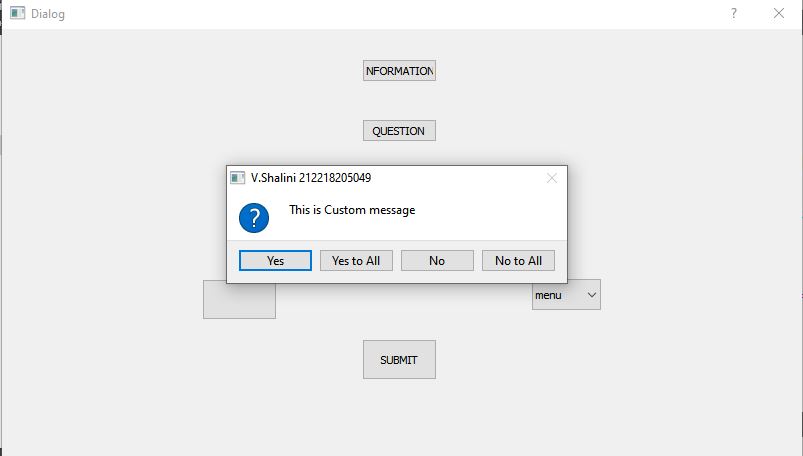 Dialog
?
NFORMATION
QUESTION
V.Shalini 212218205049
?
This is Custom message
Yes
Yes to All
No
No to All
menu
SUBMIT